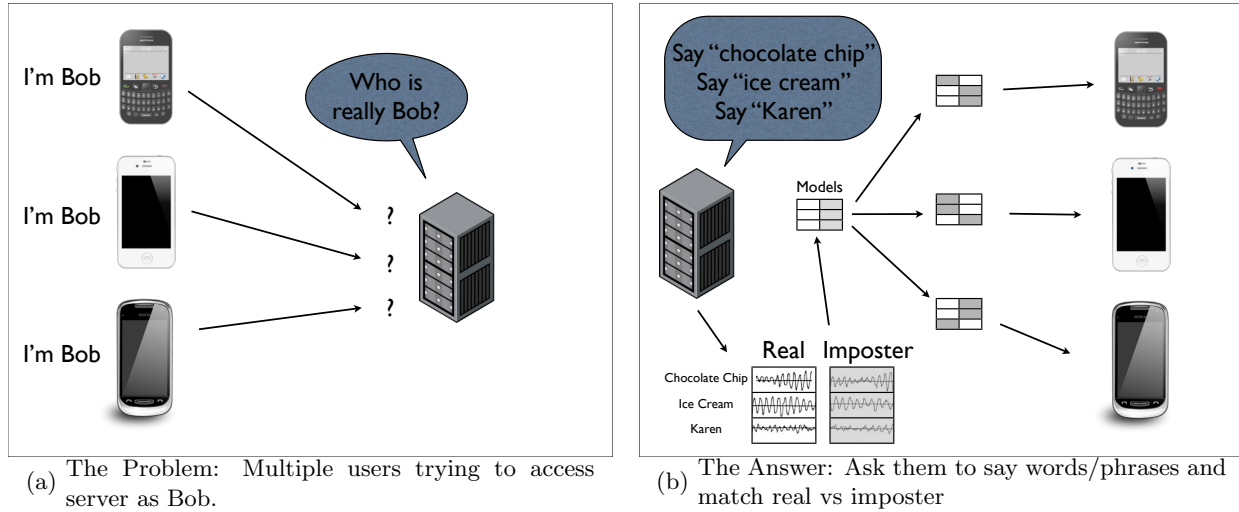 I'm Bob
Who is
really Bob?
?
I'm Bob
?
?
I'm Bob
(a) The Problem: Multiple users trying to access
server as Bob.
Say “chocolate chip”
Say “ice cream”
Say “Karen”
Models
Real Imposter
Chocolate Chip
Ice Cream
Karen
(b) The Answer: Ask them to say words/phrases and
match real vs imposter